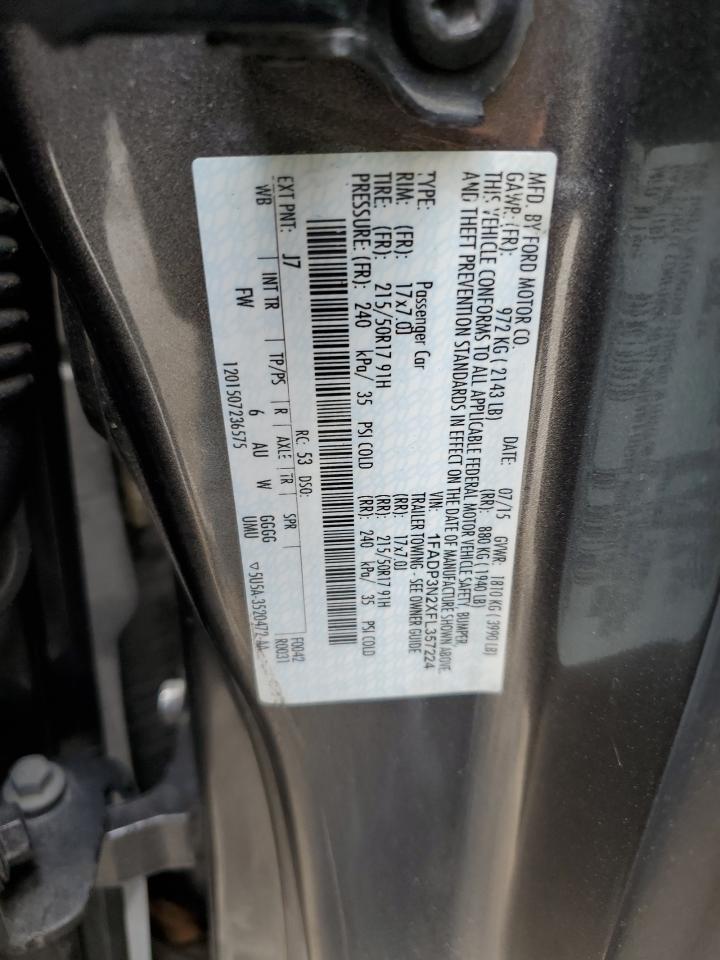 MFD. BY FORD MOTOR CO. DATE: 07/15 GVWR: 1810 KG ( 3990 LB)
GAWR: (FR): 972 KG ( 2143 LB) (RR): 880 KG ( 1940 LB)
THIS VEHICLE CONFORMS TO ALL APPLICABLE FEDERAL MOTOR VEHICLE SAFETY, BUMPER,
AND THEFT PREVENTION STANDARDS IN EFFECT ON THE DATE OF MANUFACTURE SHOWN ABOVE.
VIN: 1FADP3N2XFL357224
TYPE: Passenger Car TRAILER TOWING - SEE OWNER GUIDE
RIM: (FR): 17x7.0J (RR): 17x7.0J
TIRE: (FR): 215/50R17 91H (RR): 215/50R17 91H
PRESSURE: (FR): 240 kPa/ 35 PSI COLD (RR): 240 kPa/ 35 PSI COLD
EXT PNT: J7 RC: 53 DSO: F0042
WB INT TR TP/PS R AXLE TR SPR R0031
FW 6 AU W GGGG
1201507236575 UMU ▽5U5A-3520472-AA